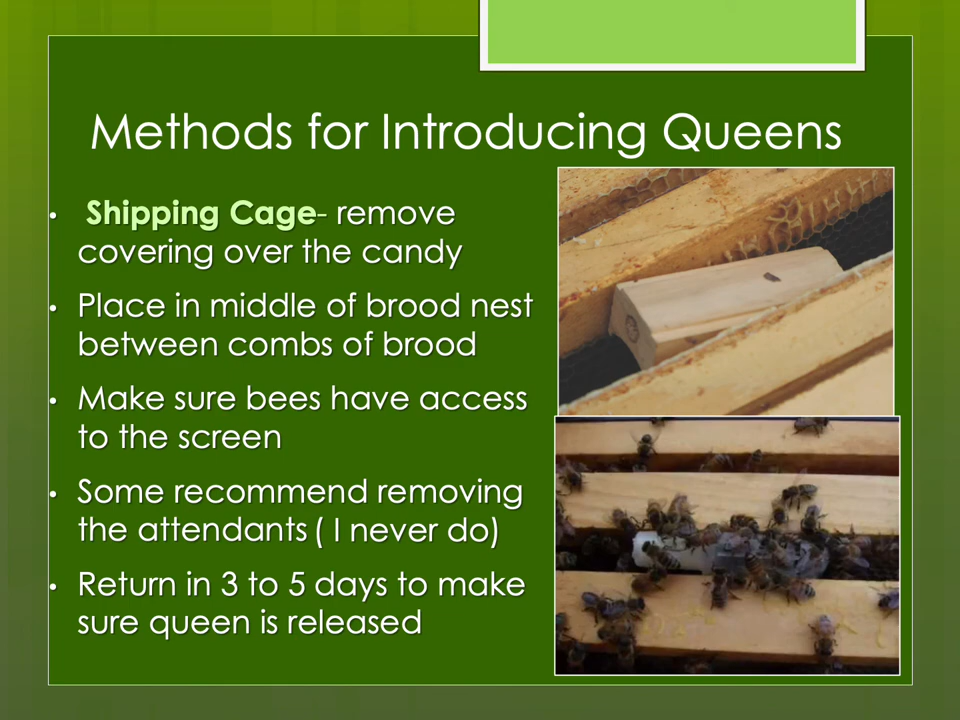 Methods for Introducing Queens
• Shipping Cage- remove
covering over the candy
• Place in middle of brood nest
between combs of brood
• Make sure bees have access
to the screen
• Some recommend removing
the attendants ( I never do)
• Return in 3 to 5 days to make
sure queen is released